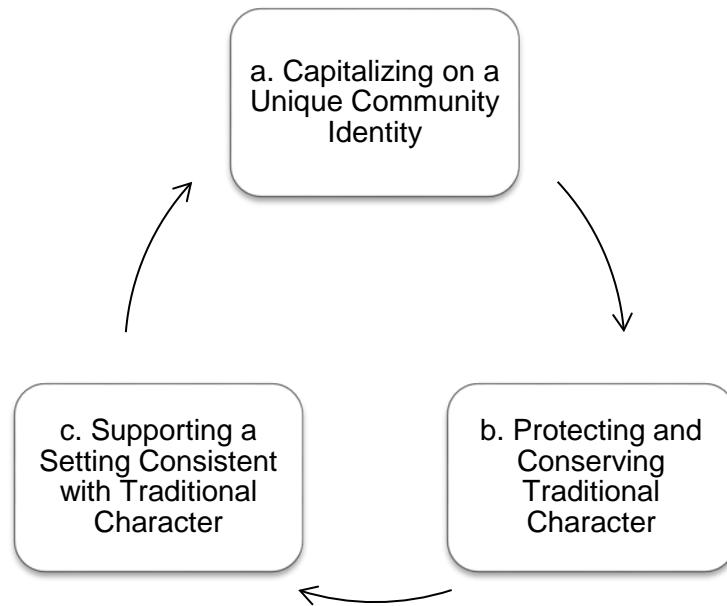 a. Capitalizing on a
Unique Community
Identity
b. Protecting and
Conserving
Traditional
Character
c. Supporting a
Setting Consistent
with Traditional
Character